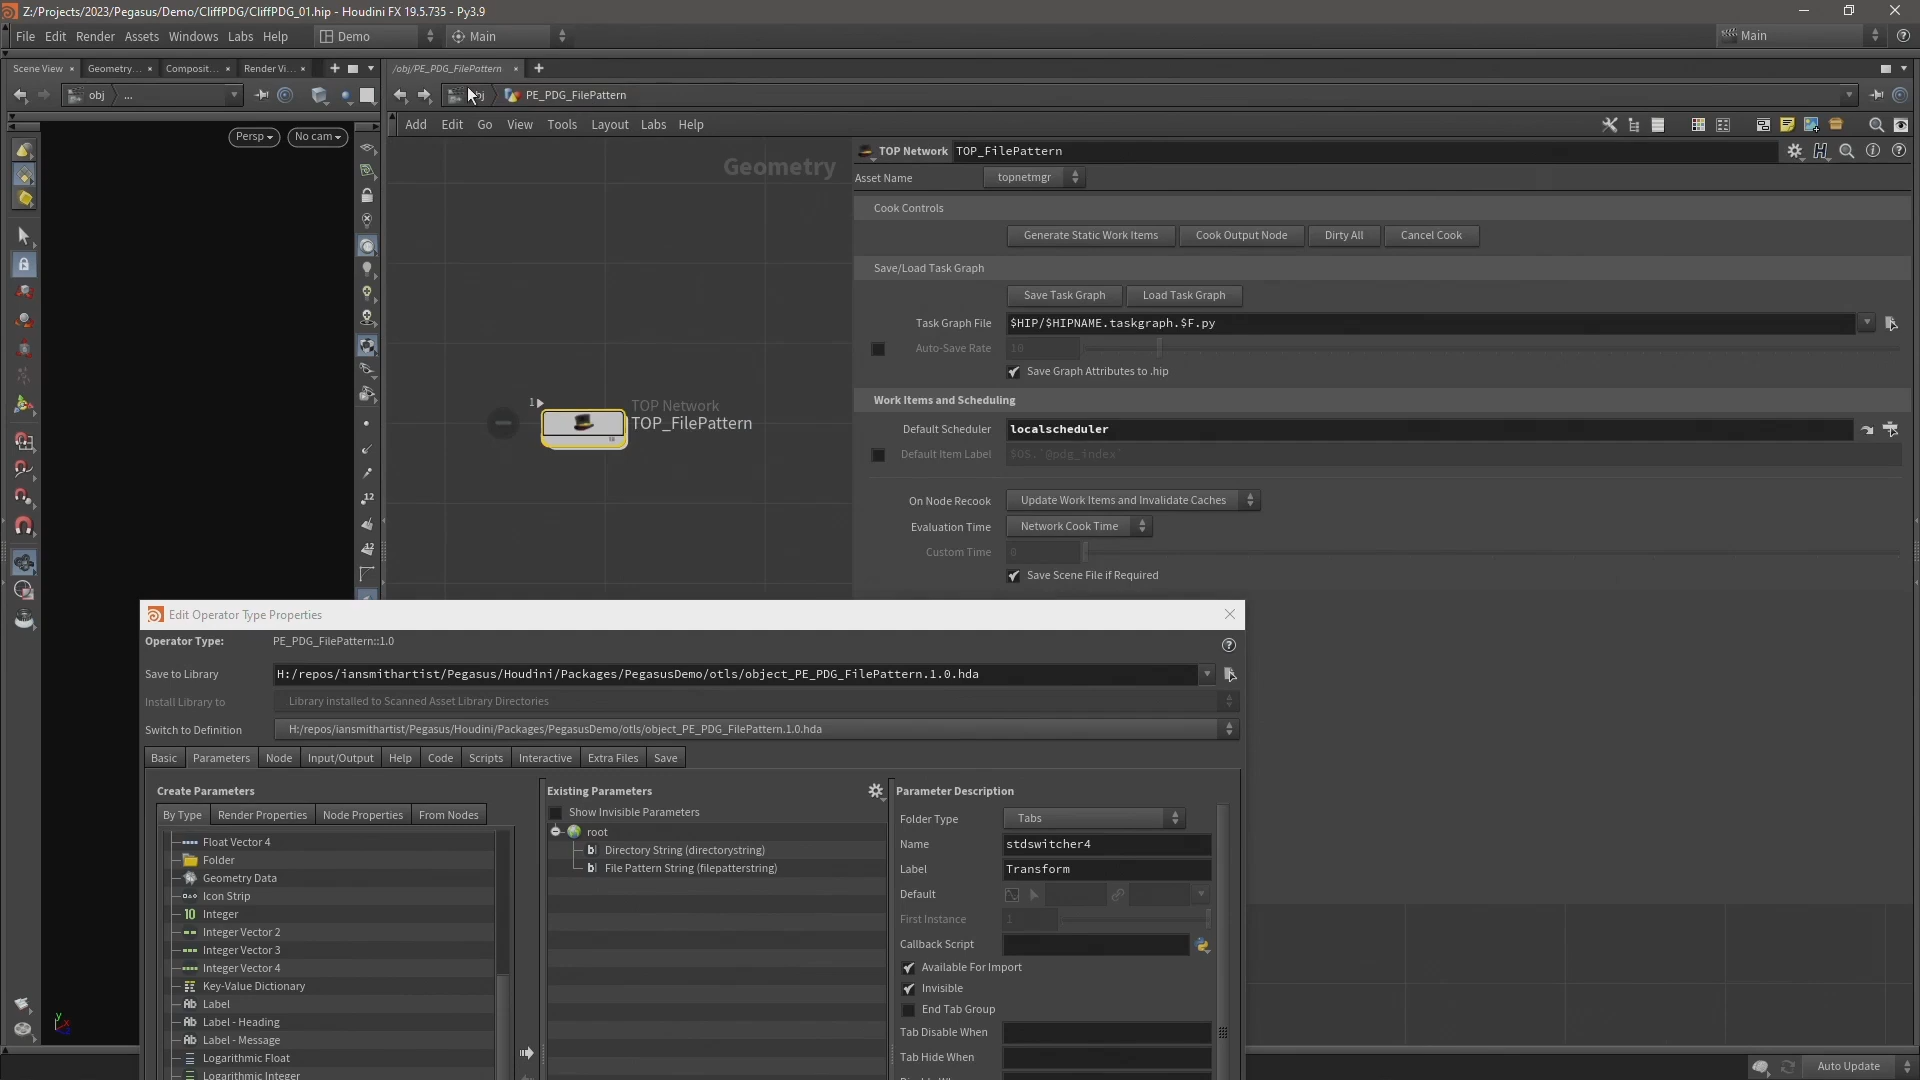 Z:/Projects/2023/Pegasus/Demo/CliffPDG/CliffPDG_01.hip - Houdini FX 19.5.735 - Py3.9
File Edit Render Assets Windows Labs Help Demo Main Main
Scene View Geometry... Composit... Render Vi... /obj/PE_PDG_FilePattern
obj ... PE_PDG_FilePattern
Persp No cam Add Edit Go View Tools Layout Labs Help
Geometry
TOP Network TOP_FilePattern
Asset Name topnetmgr
Cook Controls
Generate Static Work Items Cook Output Node Dirty All Cancel Cook
Save/Load Task Graph
Save Task Graph Load Task Graph
Task Graph File $HIP/$HIPNAME.taskgraph.$F.py
Auto-Save Rate 10
Save Graph Attributes to .hip
Work Items and Scheduling
1
TOP Network
TOP_FilePattern
Default Scheduler localscheduler
Default Item Label $OS.`@pdg_index`
On Node Recook Update Work Items and Invalidate Caches
Evaluation Time Network Cook Time
Custom Time 0
Save Scene File if Required
12
12
Edit Operator Type Properties
Operator Type: PE_PDG_FilePattern::1.0
Save to Library H:/repos/iansmithartist/Pegasus/Houdini/Packages/PegasusDemo/otls/object_PE_PDG_FilePattern.1.0.hda
Install Library to Library installed to Scanned Asset Library Directories
Switch to Definition H:/repos/iansmithartist/Pegasus/Houdini/Packages/PegasusDemo/otls/object_PE_PDG_FilePattern.1.0.hda
Basic Parameters Node Input/Output Help Code Scripts Interactive Extra Files Save
Create Parameters
By Type Render Properties Node Properties From Nodes
Float Vector 4
Folder
Geometry Data
Icon Strip
10 Integer
Integer Vector 2
Integer Vector 3
Integer Vector 4
Key-Value Dictionary
Ab Label
Ab Label - Heading
Ab Label - Message
Logarithmic Float
Logarithmic Integer
Existing Parameters
Show Invisible Parameters
root
Directory String (directorystring)
File Pattern String (filepatterstring)
Parameter Description
Folder Type Tabs
Name stdswitcher4
Label Transform
Default
First Instance 1
Callback Script
Available For Import
Invisible
End Tab Group
Tab Disable When
Tab Hide When
y
x
Auto Update